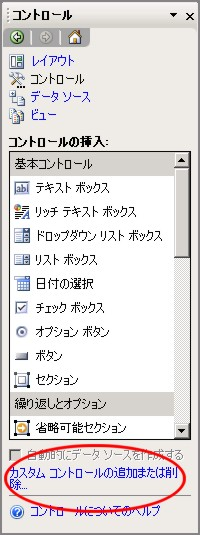 コントロール
レイアウト
コントロール
データ ソース
ビュー
コントロールの挿入:
基本コントロール
テキスト ボックス
リッチ テキスト ボックス
ドロップダウン リスト ボックス
リスト ボックス
日付の選択
チェック ボックス
オプション ボタン
ボタン
セクション
繰り返しとオプション
省略可能セクション
自動的にデータ ソースを作成する
カスタム コントロールの追加または削
除...
コントロールについてのヘルプ